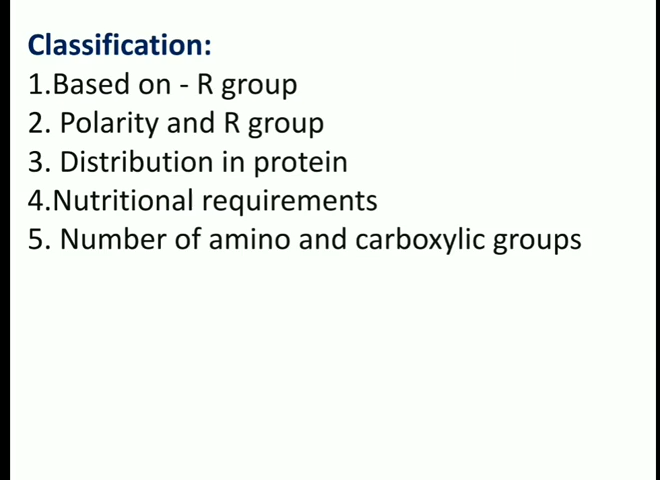 Classification:
1.Based on - R group
2. Polarity and R group
3. Distribution in protein
4.Nutritional requirements
5. Number of amino and carboxylic groups